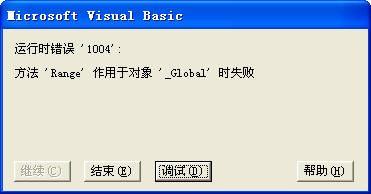 Microsoft Visual Basic
运行时错误 '1004':
方法 'Range' 作用于对象 '_Global' 时失败
继续(C) 结束(E) 调试(D) 帮助(H)